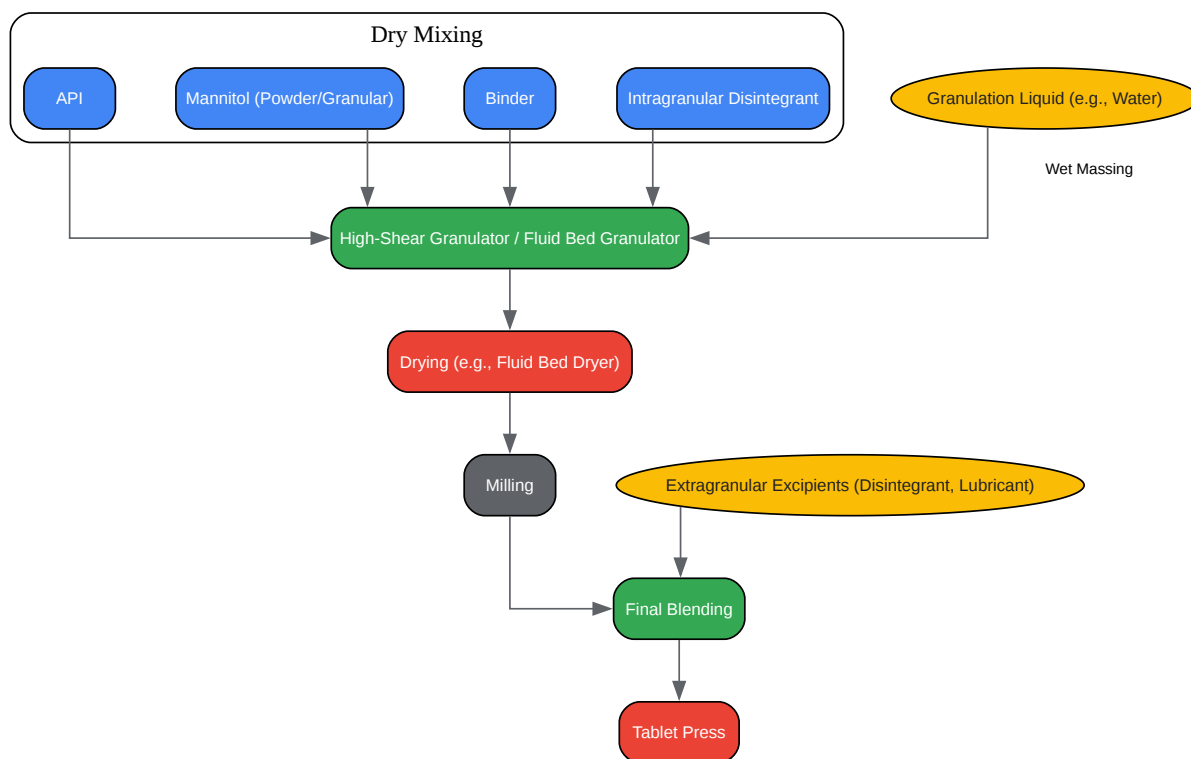 Dry Mixing
API
Mannitol (Powder/Granular)
Binder
Intragranular Disintegrant
Granulation Liquid (e.g., Water)
Wet Massing
High-Shear Granulator / Fluid Bed Granulator
Drying (e.g., Fluid Bed Dryer)
Milling
Extragranular Excipients (Disintegrant, Lubricant)
Final Blending
Tablet Press